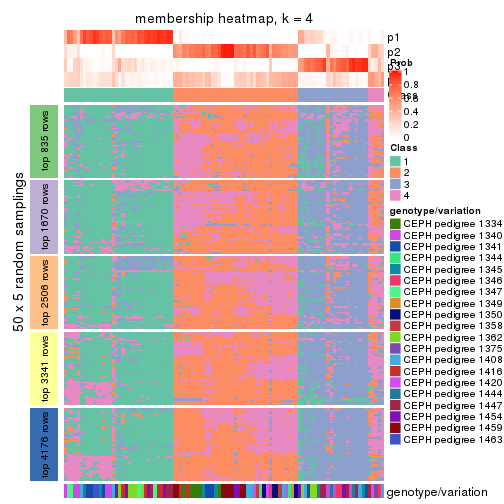 membership heatmap, k = 4
p1
p2
p3
Prob
1
0.8
0.6
0.4
0.2
0
Class
1
2
3
4
genotype/variation
CEPH pedigree 1334
CEPH pedigree 1340
CEPH pedigree 1341
CEPH pedigree 1344
CEPH pedigree 1345
CEPH pedigree 1346
CEPH pedigree 1347
CEPH pedigree 1349
CEPH pedigree 1350
CEPH pedigree 1358
CEPH pedigree 1362
CEPH pedigree 1375
CEPH pedigree 1408
CEPH pedigree 1416
CEPH pedigree 1420
CEPH pedigree 1444
CEPH pedigree 1447
CEPH pedigree 1454
CEPH pedigree 1459
CEPH pedigree 1463
50 x 5 random samplings
top 835 rows
top 1670 rows
top 2506 rows
top 3341 rows
top 4176 rows
genotype/variation